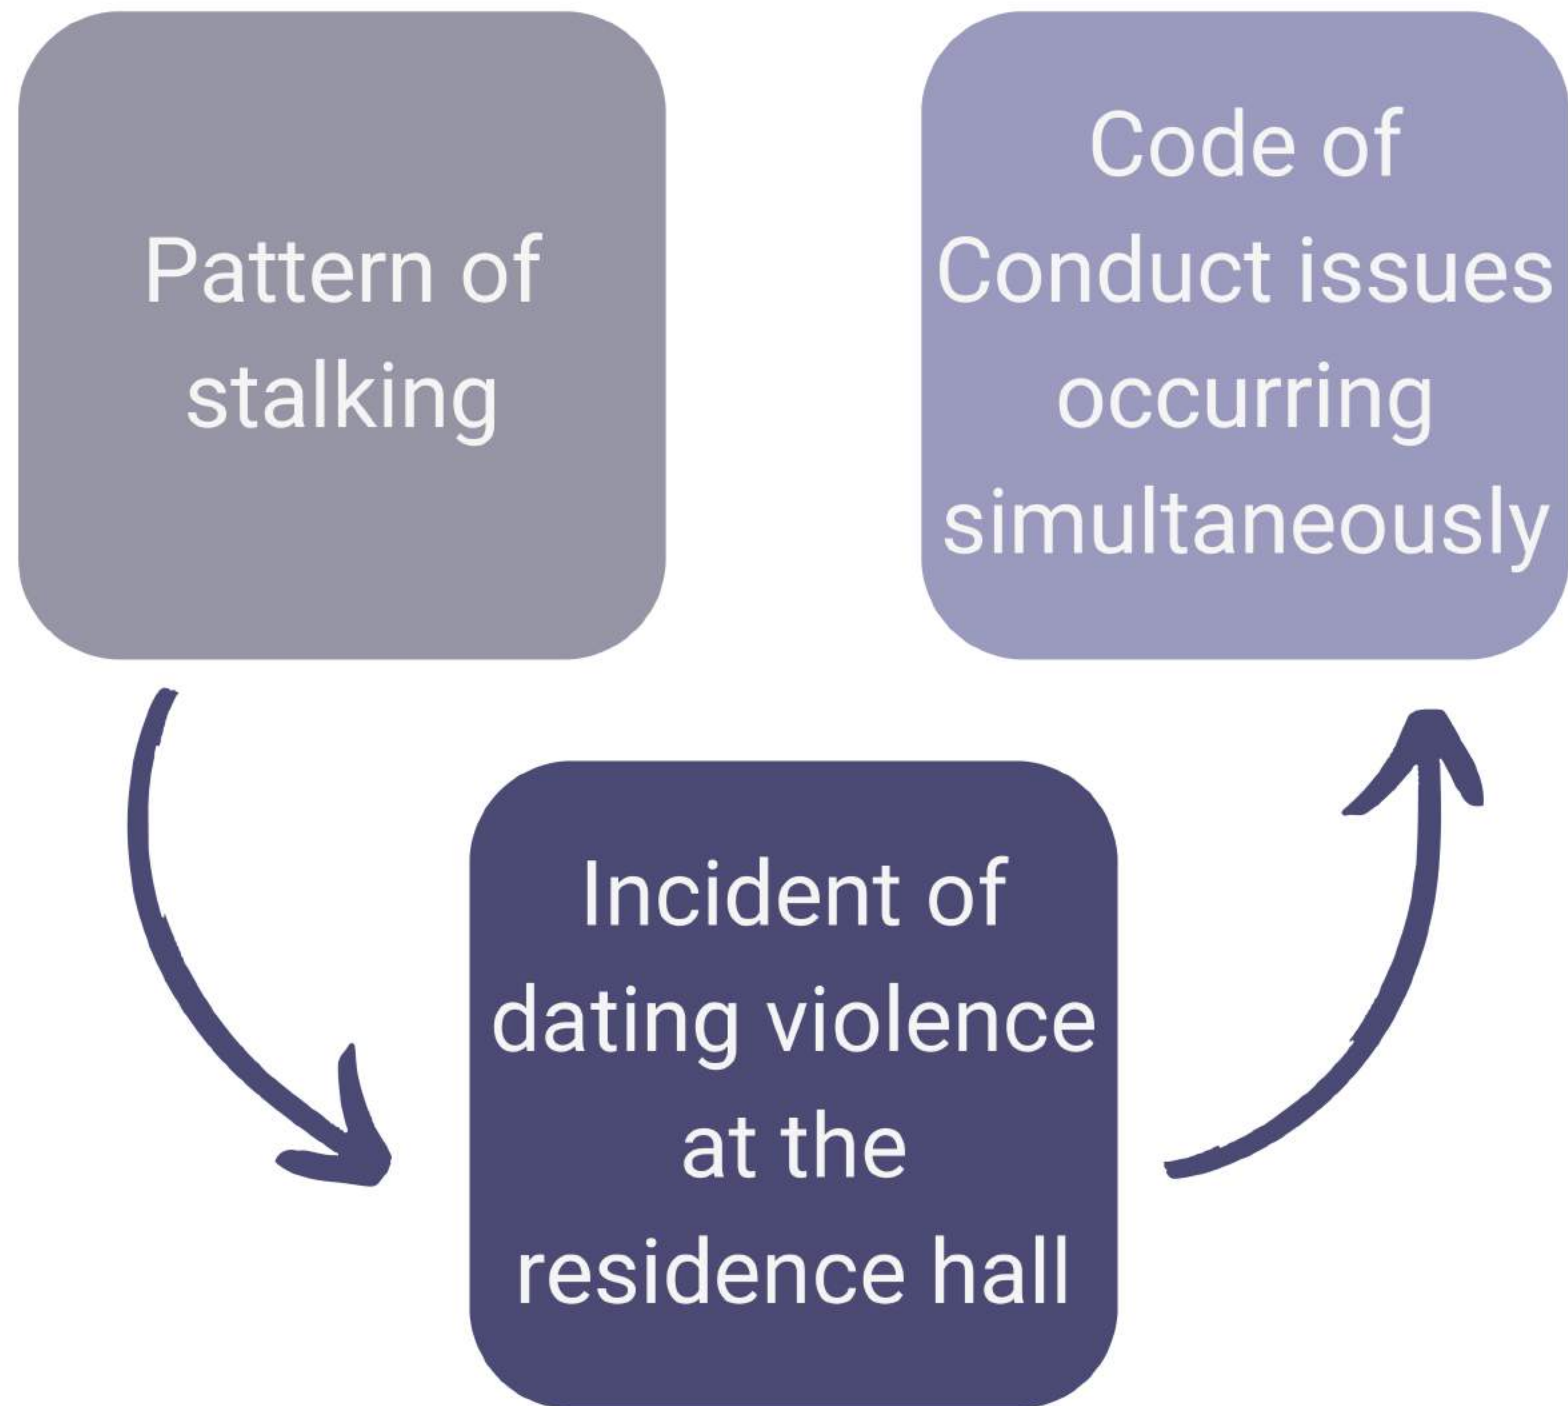 Pattern of
stalking
Incident of
dating violence
at the
residence hall
Code of
Conduct issues
occurring
simultaneously